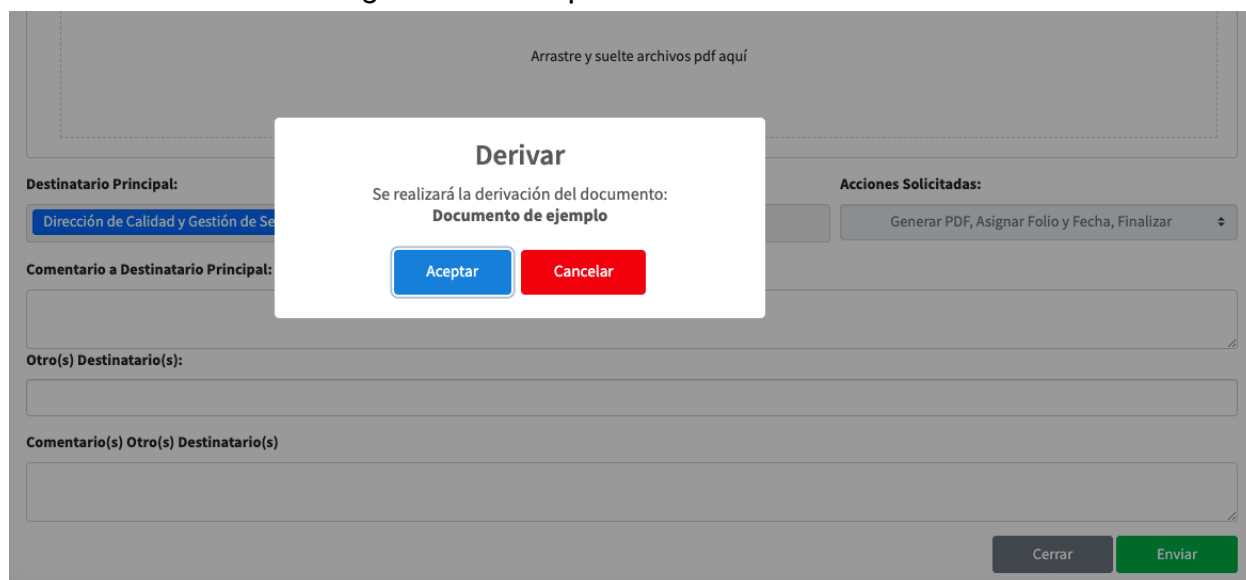 Arrastre y suelte archivos pdf aquí
Derivar
Se realizará la derivación del documento:
Documento de ejemplo
Aceptar Cancelar
Destinatario Principal: Acciones Solicitadas:
Dirección de Calidad y Gestión de Generar PDF, Asignar Folio y Fecha, Finalizar
Comentario a Destinatario Principal:
Otro(s) Destinatario(s):
Comentario(s) Otro(s) Destinatario(s)
Cerrar Enviar